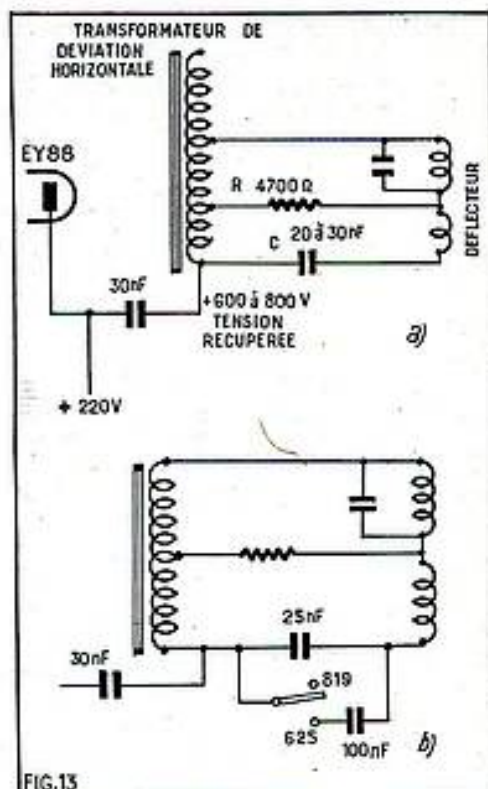 TRANSFORMATEUR DE
DEVIATION
HORIZONTALE
EY88
R 4700 Ω
C 20 à 30nF
DEFLECTEUR
30nF
+600 à 800 V
TENSION
RECUPEREE
a)
+ 220V
25nF
30nF
819
625
100nF
b)
FIG.13